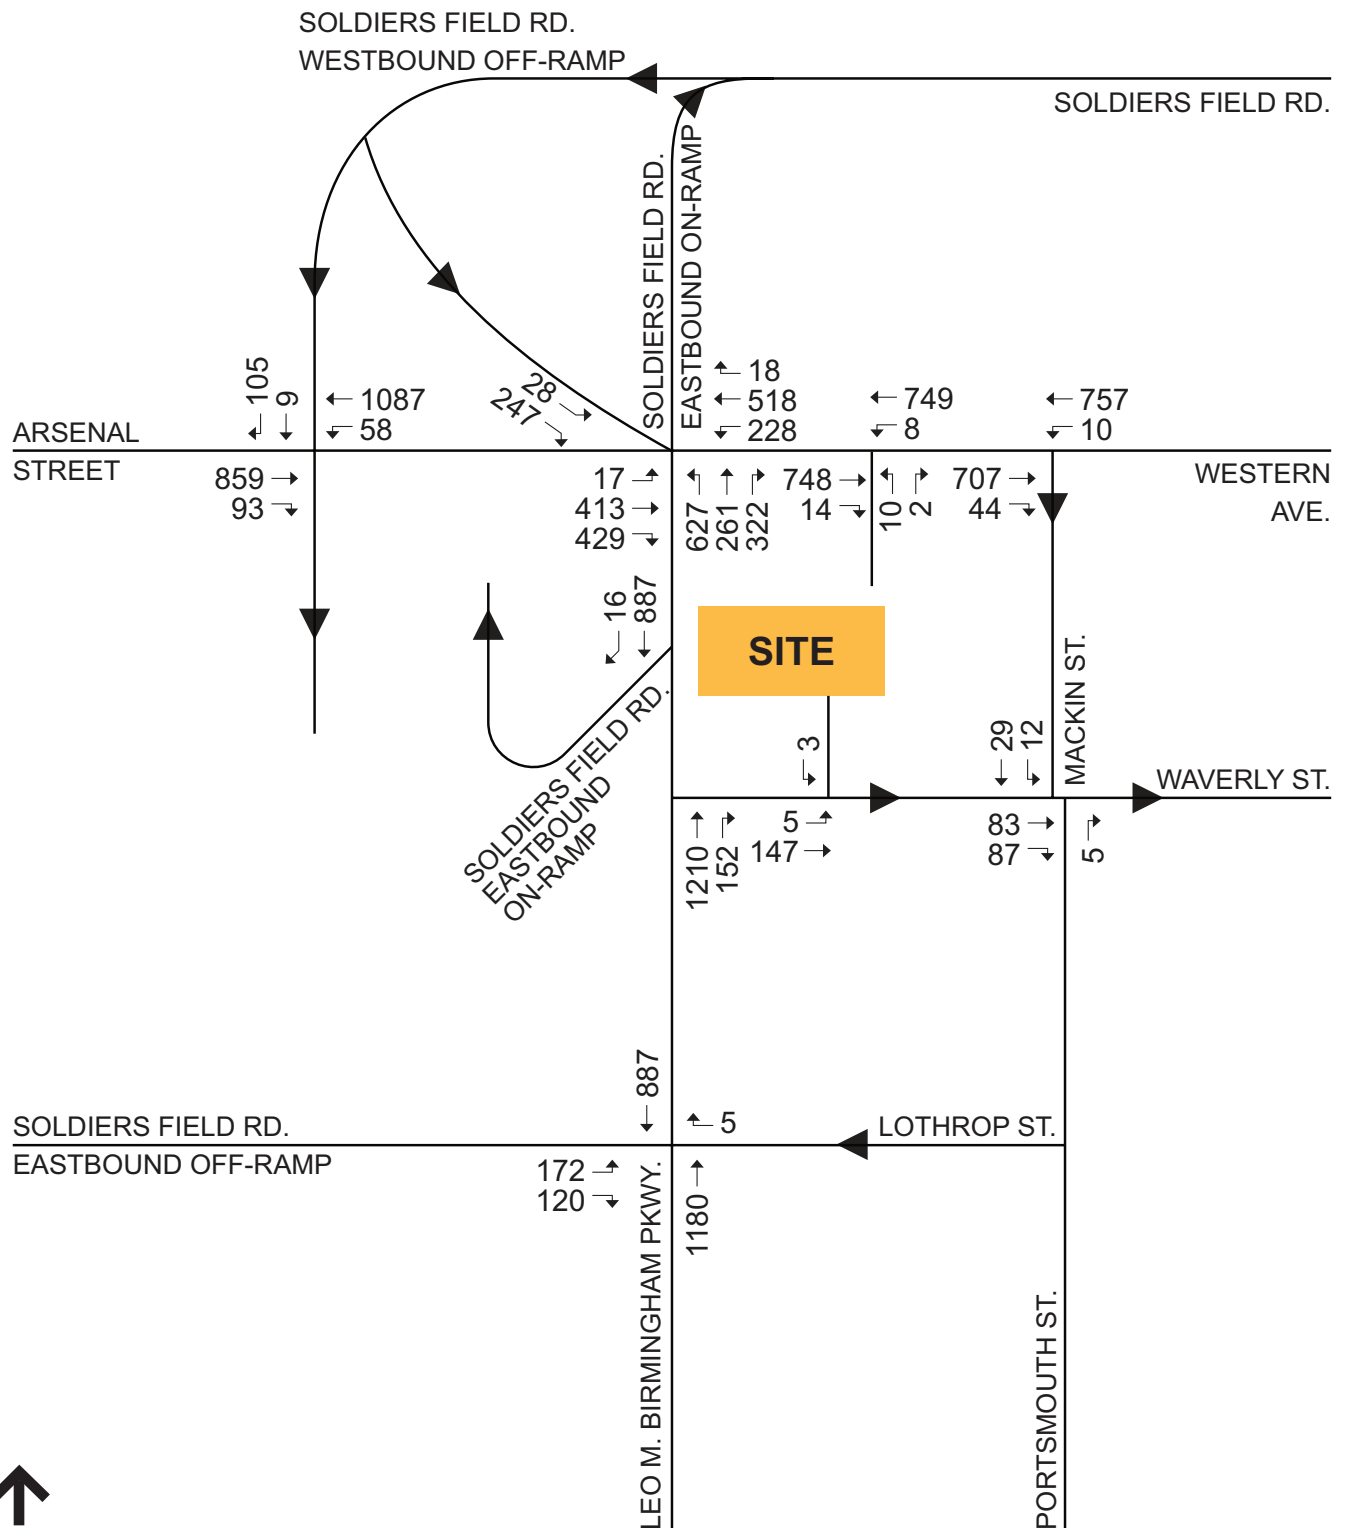 SOLDIERS FIELD RD.
WESTBOUND OFF-RAMP
SOLDIERS FIELD RD.
SOLDIERS FIELD RD.
EASTBOUND ON-RAMP
105
9
1087
58
28
247
18
518
228
749
8
757
10
ARSENAL
STREET
859
93
17
413
429
627
261
322
748
14
10
2
707
44
WESTERN
AVE.
16
887
SITE
MACKIN ST.
SOLDIERS FIELD RD.
EASTBOUND
ON-RAMP
3
29
12
WAVERLY ST.
1210
152
5
147
83
87
5
887
5
SOLDIERS FIELD RD.
EASTBOUND OFF-RAMP
LOTHROP ST.
172
120
1180
LEO M. BIRMINGHAM PKWY.
PORTSMOUTH ST.